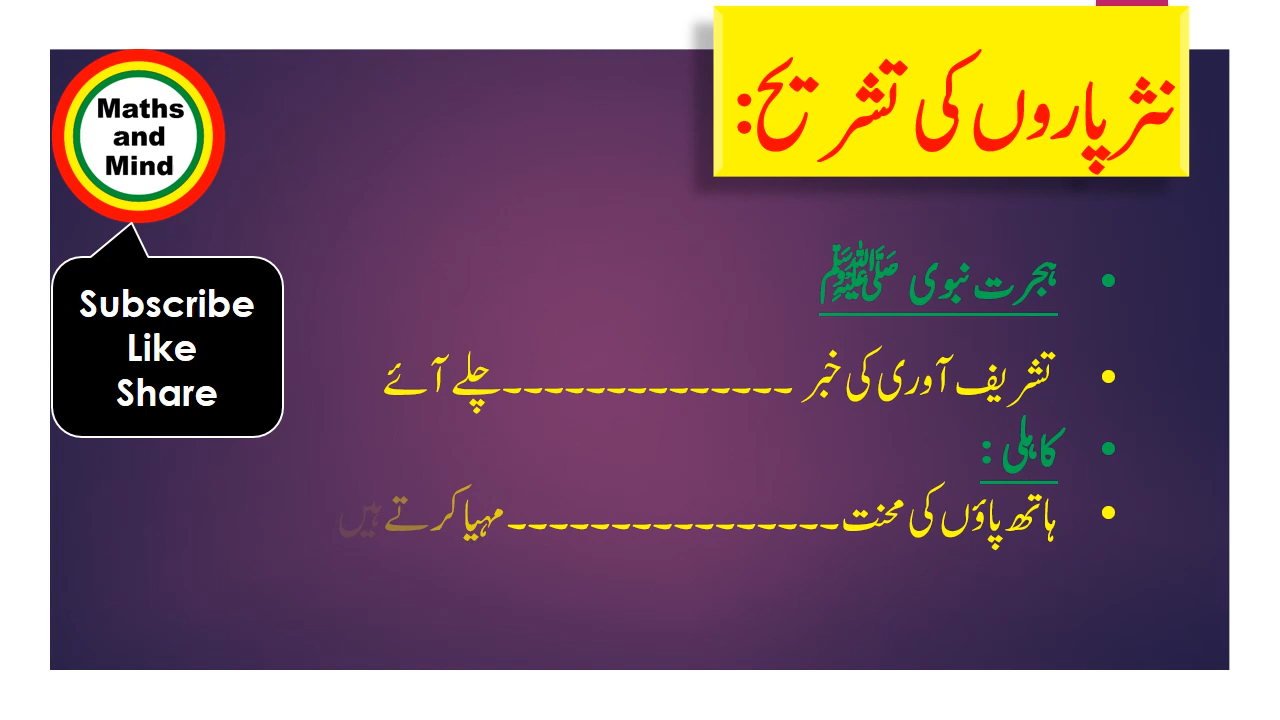 نثر پاروں کی تشریح:
Maths
and
Mind
Subscribe
Like
Share
• ہجرت نبوی ﷺ
• تشریف آوری کی خبر ---------------چلے آئے
• کاہلی :
• ہاتھ پاؤں کی محنت-----------------مہیا کرتے ہیں